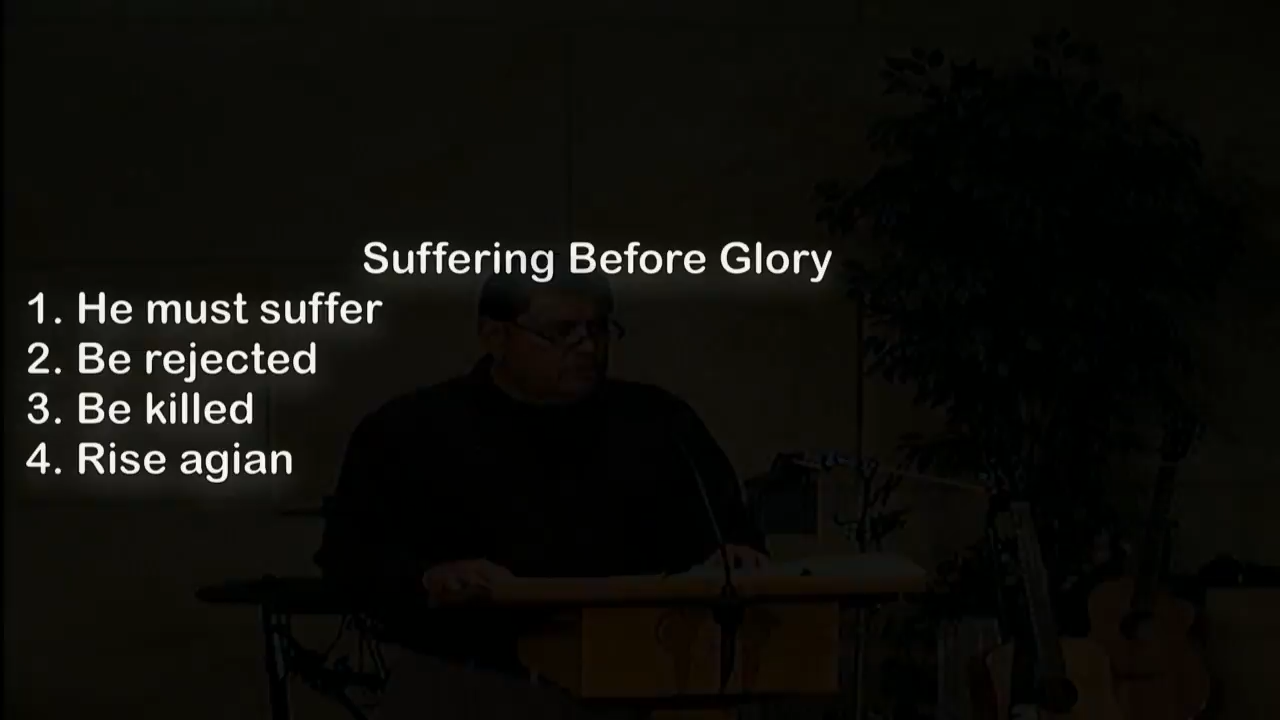 Suffering Before Glory
1. He must suffer
2. Be rejected
3. Be killed
4. Rise agian